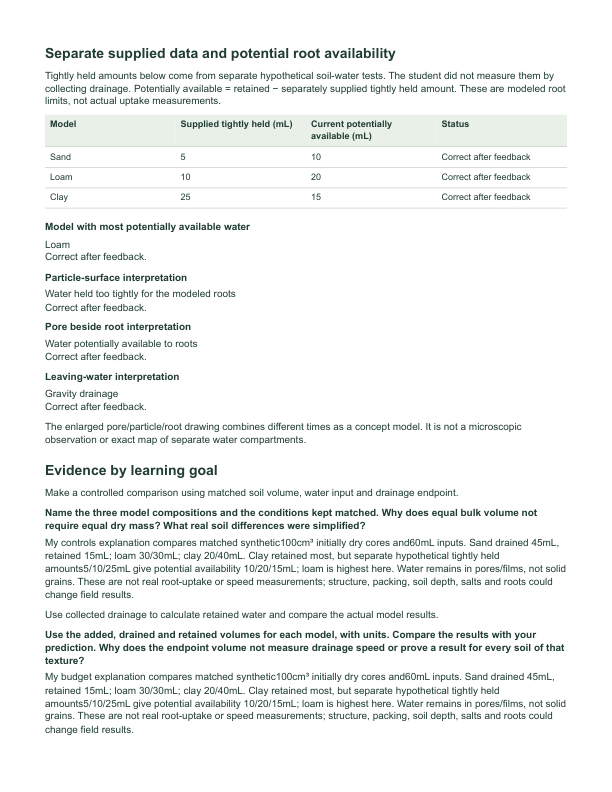 Separate supplied data and potential root availability
Tightly held amounts below come from separate hypothetical soil-water tests. The student did not measure them by
collecting drainage. Potentially available = retained − separately supplied tightly held amount. These are modeled root
limits, not actual uptake measurements.
Model Supplied tightly held (mL) Current potentially available (mL) Status
Sand 5 10 Correct after feedback
Loam 10 20 Correct after feedback
Clay 25 15 Correct after feedback
Model with most potentially available water
Loam
Correct after feedback.
Particle-surface interpretation
Water held too tightly for the modeled roots
Correct after feedback.
Pore beside root interpretation
Water potentially available to roots
Correct after feedback.
Leaving-water interpretation
Gravity drainage
Correct after feedback.
The enlarged pore/particle/root drawing combines different times as a concept model. It is not a microscopic
observation or exact map of separate water compartments.
Evidence by learning goal
Make a controlled comparison using matched soil volume, water input and drainage endpoint.
Name the three model compositions and the conditions kept matched. Why does equal bulk volume not
require equal dry mass? What real soil differences were simplified?
My controls explanation compares matched synthetic100cm³ initially dry cores and60mL inputs. Sand drained 45mL,
retained 15mL; loam 30/30mL; clay 20/40mL. Clay retained most, but separate hypothetical tightly held
amounts5/10/25mL give potential availability 10/20/15mL; loam is highest here. Water remains in pores/films, not solid
grains. These are not real root-uptake or speed measurements; structure, packing, soil depth, salts and roots could
change field results.
Use collected drainage to calculate retained water and compare the actual model results.
Use the added, drained and retained volumes for each model, with units. Compare the results with your
prediction. Why does the endpoint volume not measure drainage speed or prove a result for every soil of that
texture?
My budget explanation compares matched synthetic100cm³ initially dry cores and60mL inputs. Sand drained 45mL,
retained 15mL; loam 30/30mL; clay 20/40mL. Clay retained most, but separate hypothetical tightly held
amounts5/10/25mL give potential availability 10/20/15mL; loam is highest here. Water remains in pores/films, not solid
grains. These are not real root-uptake or speed measurements; structure, packing, soil depth, salts and roots could
change field results.